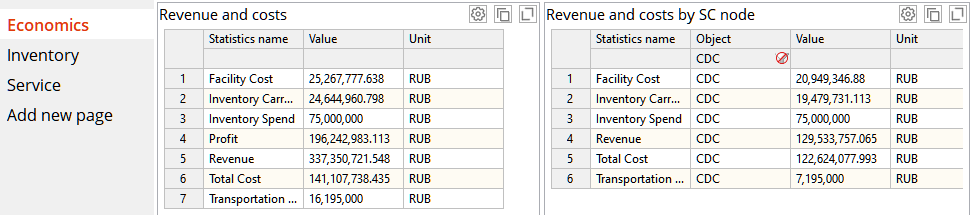 Economics
Inventory
Service
Add new page
Revenue and costs
Statistics name Value Unit
1 Facility Cost 25,267,777.638 RUB
2 Inventory Carr... 24,644,960.798 RUB
3 Inventory Spend 75,000,000 RUB
4 Profit 196,242,983.113 RUB
5 Revenue 337,350,721.548 RUB
6 Total Cost 141,107,738.435 RUB
7 Transportation ... 16,195,000 RUB
Revenue and costs by SC node
Statistics name Object Value Unit
CDC
1 Facility Cost CDC 20,949,346.88 RUB
2 Inventory Carr... CDC 19,479,731.113 RUB
3 Inventory Spend CDC 75,000,000 RUB
4 Revenue CDC 129,533,757.065 RUB
5 Total Cost CDC 122,624,077.993 RUB
6 Transportation ... CDC 7,195,000 RUB